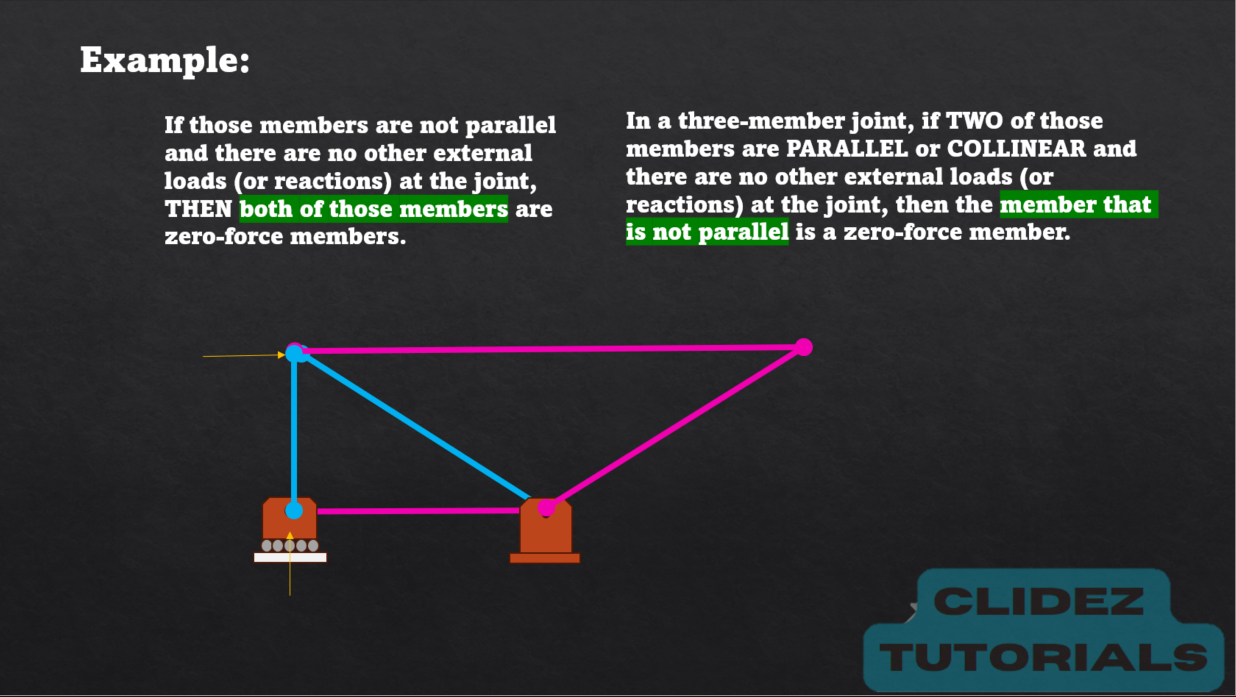 Example:
If those members are not parallel
and there are no other external
loads (or reactions) at the joint,
THEN both of those members are
zero-force members.
In a three-member joint, if TWO of those
members are PARALLEL or COLLINEAR and
there are no other external loads (or
reactions) at the joint, then the member that
is not parallel is a zero-force member.
CLIDEZ
TUTORIALS